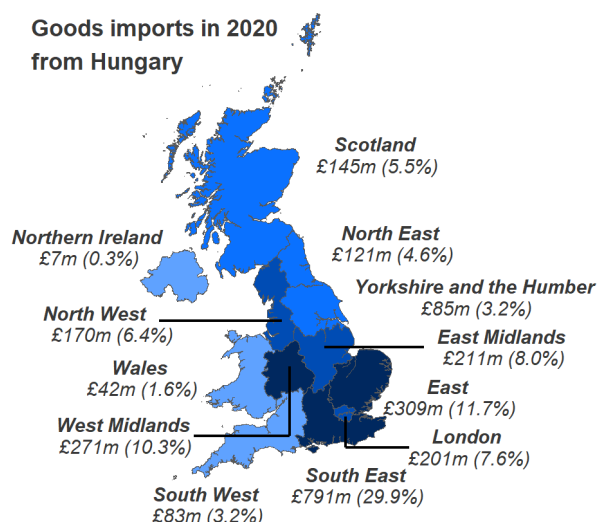 Goods imports in 2020
from Hungary
Scotland
£145m (5.5%)
Northern Ireland
£7m (0.3%)
North East
£121m (4.6%)
Yorkshire and the Humber
£85m (3.2%)
North West
£170m (6.4%)
East Midlands
£211m (8.0%)
Wales
£42m (1.6%)
East
£309m (11.7%)
West Midlands
£271m (10.3%)
London
£201m (7.6%)
South East
£791m (29.9%)
South West
£83m (3.2%)